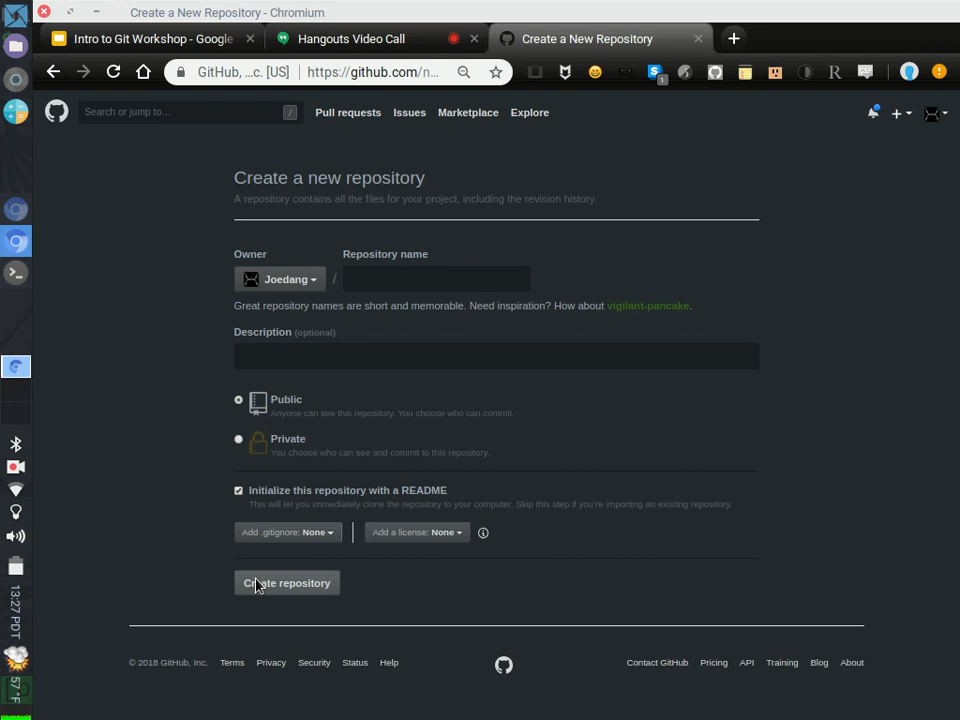 Create a New Repository - Chromium
Intro to Git Workshop - Google
Hangouts Video Call
Create a New Repository
GitHub, ...c. [US]
https://github.com/n...
1
R
Search or jump to...
/
Pull requests
Issues
Marketplace
Explore
Create a new repository
A repository contains all the files for your project, including the revision history.
Owner
Repository name
Joedang
/
Great repository names are short and memorable. Need inspiration? How about vigilant-pancake.
Description (optional)
Public
Anyone can see this repository. You choose who can commit.
Private
You choose who can see and commit to this repository.
Initialize this repository with a README
This will let you immediately clone the repository to your computer. Skip this step if you're importing an existing repository.
Add .gitignore: None
Add a license: None
Create repository
© 2018 GitHub, Inc.
Terms
Privacy
Security
Status
Help
Contact GitHub
Pricing
API
Training
Blog
About
13:27 PDT
57 °F